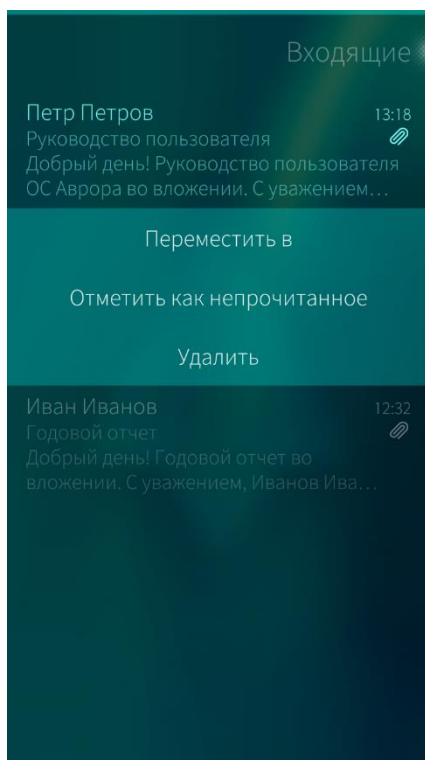 Входящие
Петр Петров 13:18
Руководство пользователя
Добрый день! Руководство пользователя
ОС Аврора во вложении. С уважением...
Переместить в
Отметить как непрочитанное
Удалить
Иван Иванов 12:32
Годовой отчет
Добрый день! Годовой отчет во
вложении. С уважением, Иванов Ива...